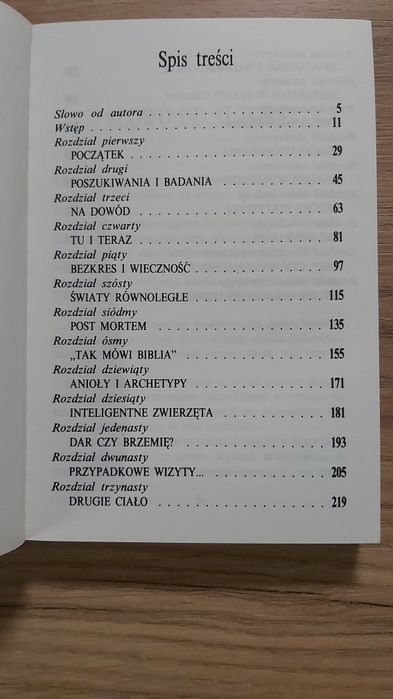 Spis treści
Słowo od autora . . . . . . . . . . . . . . . . . . . 5
Wstęp . . . . . . . . . . . . . . . . . . . . . . . . 11
Rozdział pierwszy
POCZĄTEK . . . . . . . . . . . . . . . . . . . . 29
Rozdział drugi
POSZUKIWANIA I BADANIA . . . . . . . . . . . 45
Rozdział trzeci
NA DOWÓD . . . . . . . . . . . . . . . . . . . 63
Rozdział czwarty
TU I TERAZ . . . . . . . . . . . . . . . . . . . 81
Rozdział piąty
BEZKRES I WIECZNOŚĆ . . . . . . . . . . . . . 97
Rozdział szósty
ŚWIATY RÓWNOLEGŁE . . . . . . . . . . . . . 115
Rozdział siódmy
POST MORTEM . . . . . . . . . . . . . . . . . 135
Rozdział ósmy
„TAK MÓWI BIBLIA” . . . . . . . . . . . . . . 155
Rozdział dziewiąty
ANIOŁY I ARCHETYPY . . . . . . . . . . . . . 171
Rozdział dziesiąty
INTELIGENTNE ZWIERZĘTA . . . . . . . . . . 181
Rozdział jedenasty
DAR CZY BRZEMIĘ? . . . . . . . . . . . . . . 193
Rozdział dwunasty
PRZYPADKOWE WIZYTY... . . . . . . . . . . . 205
Rozdział trzynasty
DRUGIE CIAŁO . . . . . . . . . . . . . . . . . 219